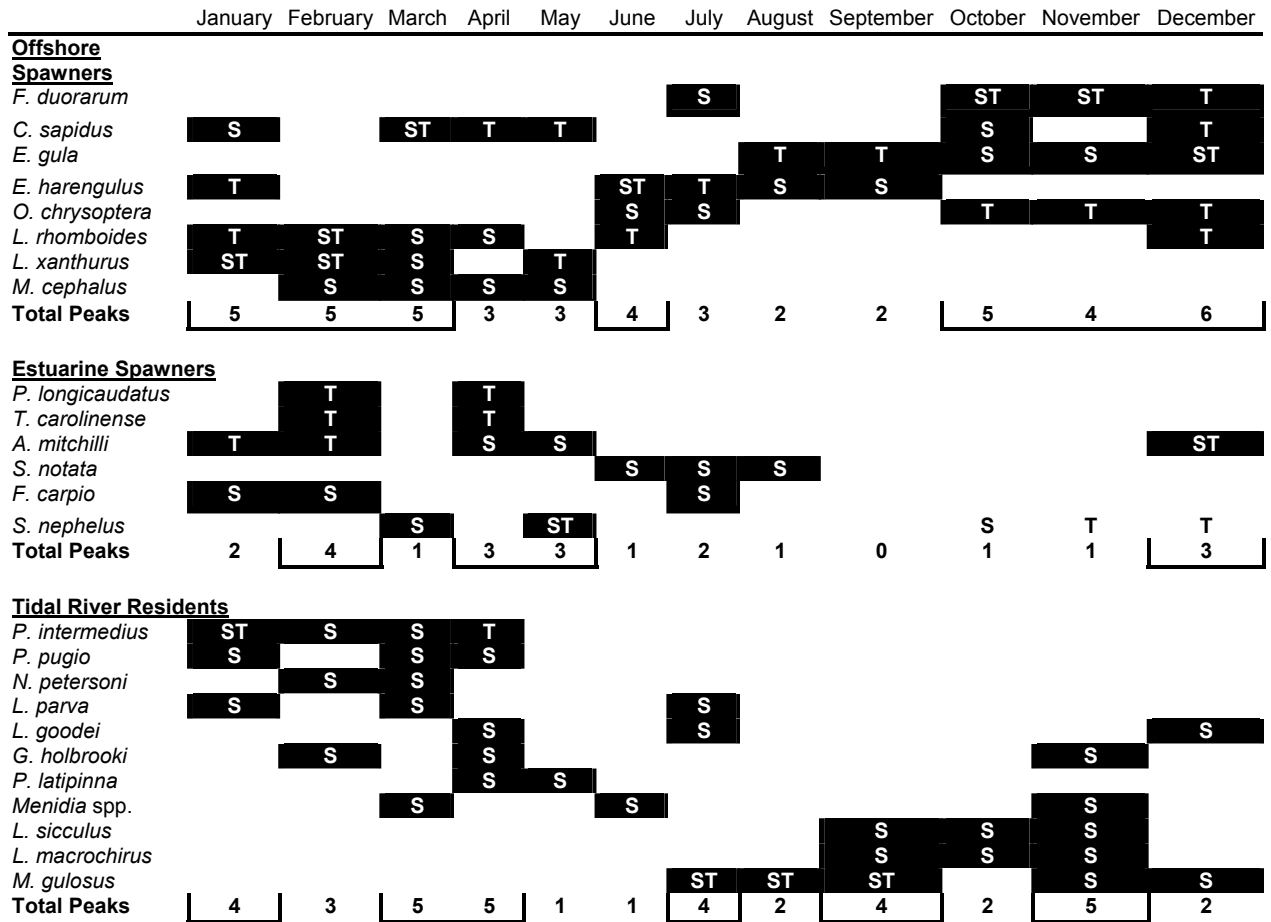 January February March April May June July August September October November December
Offshore
Spawners
F. duorarum S ST ST T
C. sapidus S ST T T S T
E. gula T T S S ST
E. harengulus T ST T S S
O. chrysoptera S S T T T
L. rhomboides T ST S S T T
L. xanthurus ST ST S T
M. cephalus S S S S
Total Peaks 5 5 5 3 3 4 3 2 2 5 4 6
Estuarine Spawners
P. longicaudatus T T
T. carolinense T T
A. mitchilli T T S S ST
S. notata S S S
F. carpio S S S
S. nephelus S ST S T T
Total Peaks 2 4 1 3 3 1 2 1 0 1 1 3
Tidal River Residents
P. intermedius ST S S T
P. pugio S S S
N. petersoni S S
L. parva S S S
L. goodei S S S
G. holbrooki S S S
P. latipinna S S
Menidia spp. S S S
L. sicculus S S S
L. macrochirus S S S
M. gulosus ST ST ST S S
Total Peaks 4 3 5 5 1 1 4 2 4 2 5 2